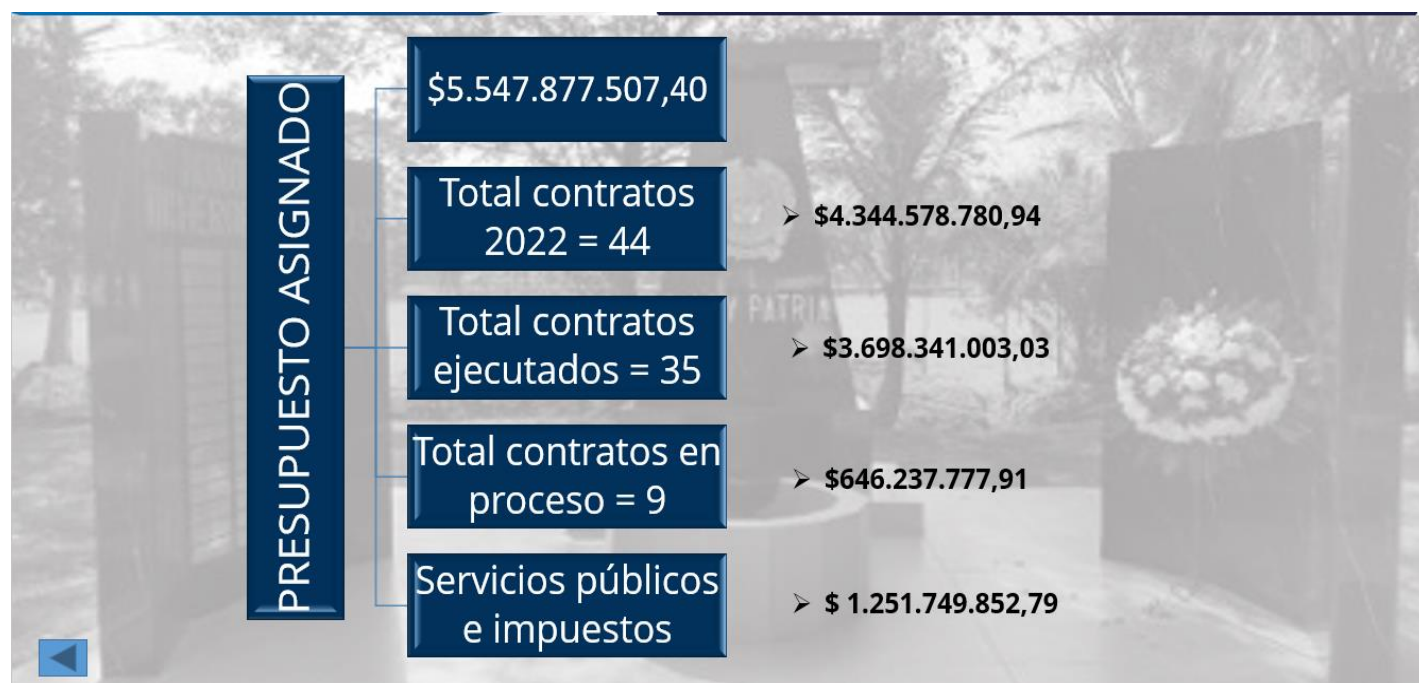 PRESUPUESTO ASIGNADO
$5.547.877.507,40
Total contratos
2022 = 44
➢ $4.344.578.780,94
Total contratos
ejecutados = 35
➢ $3.698.341.003,03
Total contratos en
proceso = 9
➢ $646.237.777,91
Servicios públicos
e impuestos
➢ $ 1.251.749.852,79
Y PATRIA